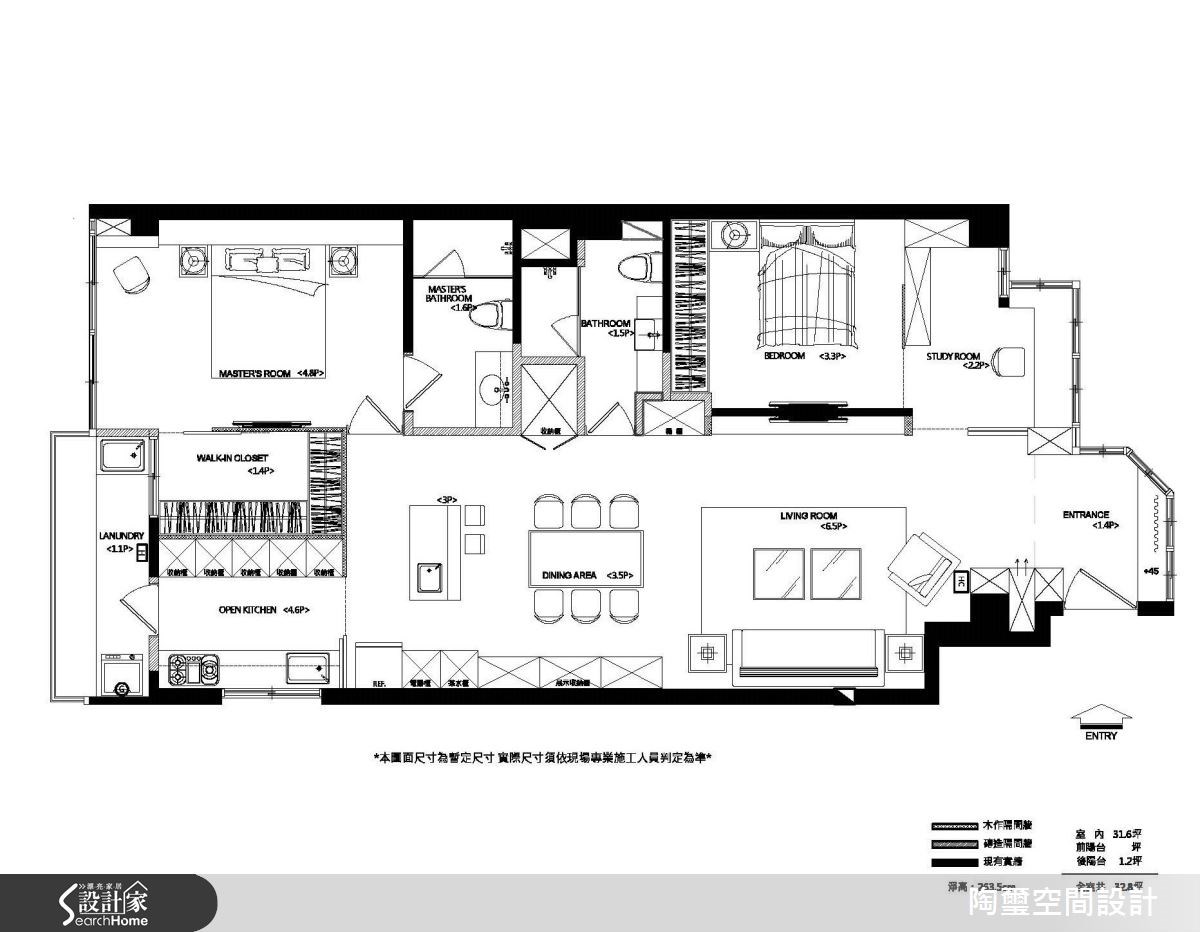 MASTER'S
BATHROOM
<1.6P>
BATHROOM
<1.5P>
BEDROOM <3.3P>
STUDY ROOM
<2.2P>
MASTER'S ROOM <4.8P>
收納櫃
WALK-IN CLOSET
<1.4P>
<3P>
LIVING ROOM
<6.5P>
ENTRANCE
<1.4P>
LANUNDRY
<1.1P>
收納櫃 收納櫃 收納櫃 收納櫃 收納櫃
DINING AREA <3.5P>
+45
HC
OPEN KITCHEN <4.6P>
REF. 電器櫃 茶水櫃 展示收納櫃
ENTRY
*本圖面尺寸為暫定尺寸 實際尺寸須依現場專業施工人員判定為準*
木作隔間牆
磚造隔間牆
現有實牆
室 內 31.6坪
前陽台 坪
後陽台 1.2坪
淨高:263.5cm
32.8坪
陶璽空間設計
漂亮家居
設計家
SearchHome